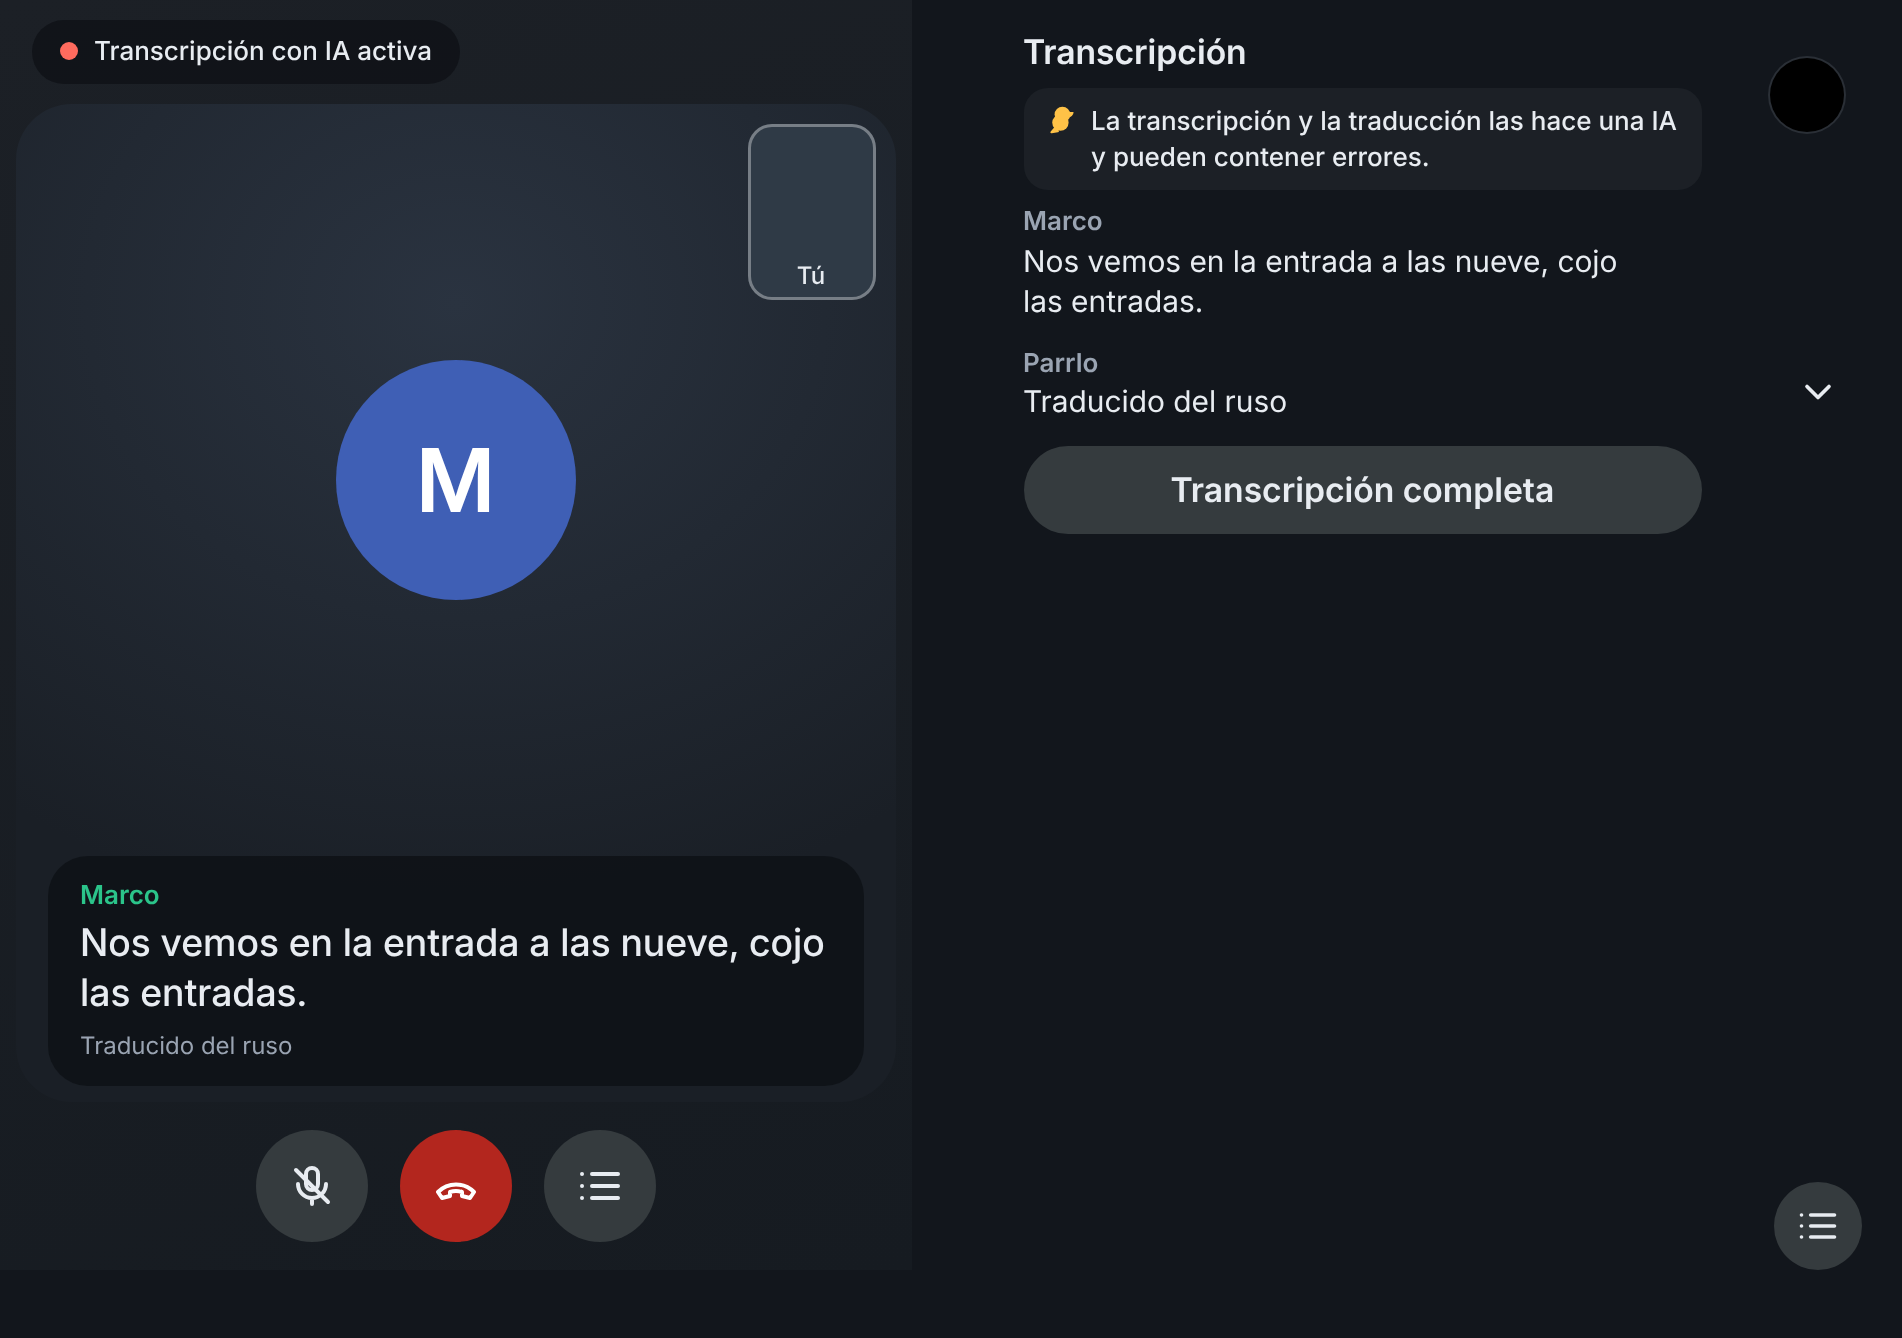 Transcripción con IA activa
Tú
M
Marco
Nos vemos en la entrada a las nueve, cojo
las entradas.
Traducido del ruso
Transcripción
La transcripción y la traducción las hace una IA
y pueden contener errores.
Marco
Nos vemos en la entrada a las nueve, cojo
las entradas.
Parrlo
Traducido del ruso
Transcripción completa